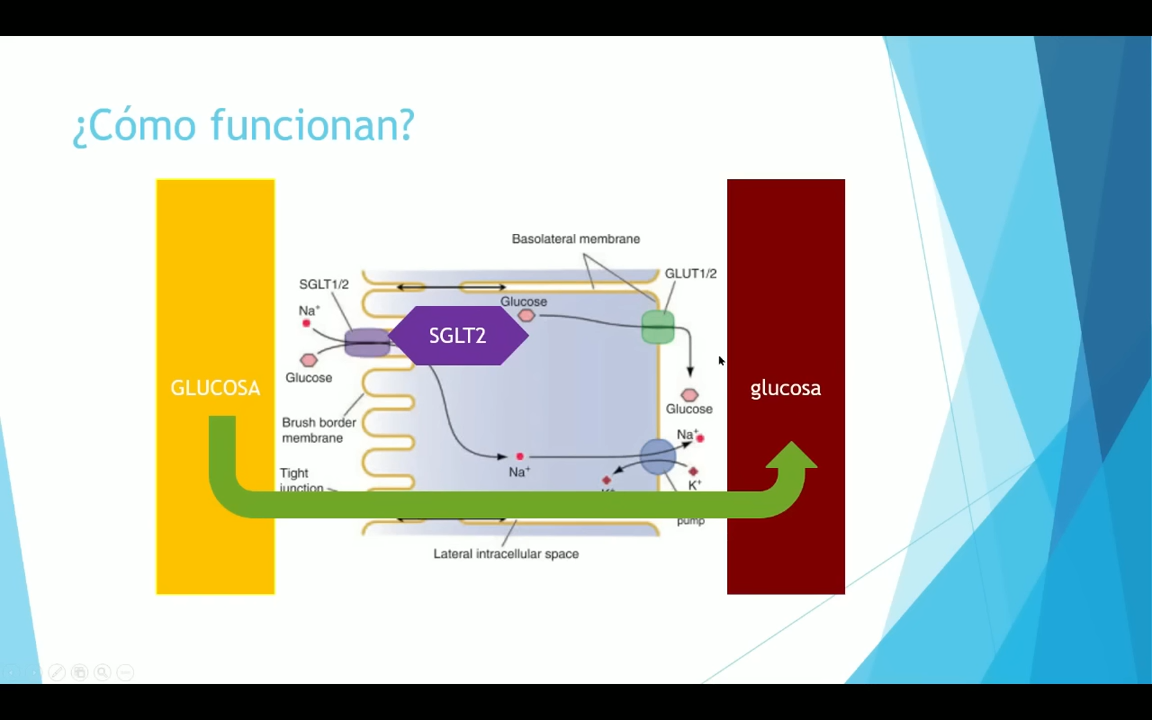 ¿Cómo funcionan?
Basolateral membrane
SGLT1/2
GLUT1/2
Na⁺
Glucose
SGLT2
Glucose
GLUCOSA
glucosa
Glucose
Brush border
membrane
Na⁺
Na⁺
Tight
junction
K⁺
pump
Lateral intracellular space